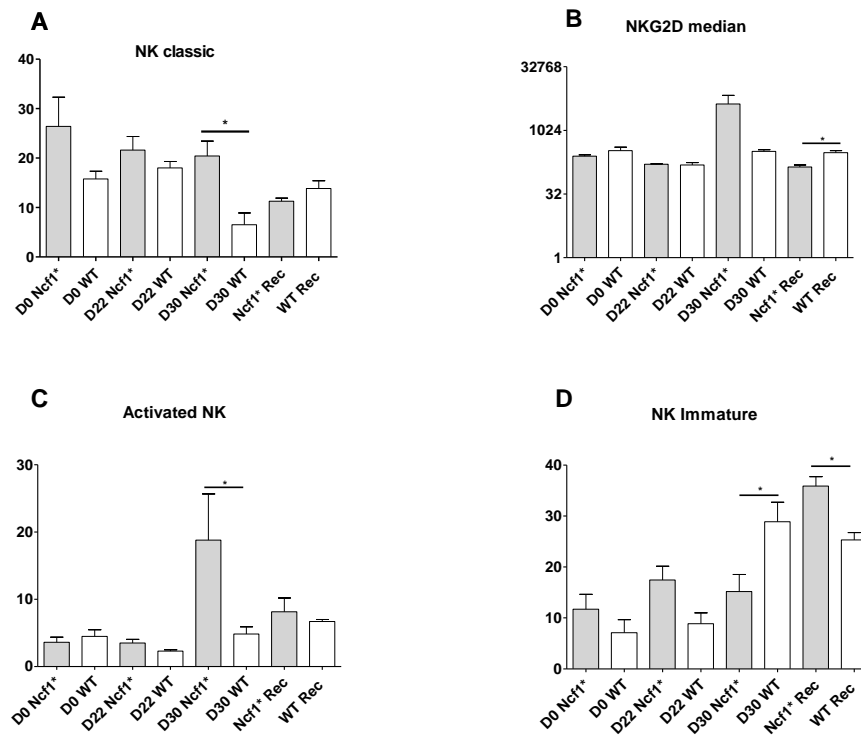 A
NK classic
40
30
20
10
0
*
D0 Ncf1*
D0 WT
D22 Ncf1*
D22 WT
D30 Ncf1*
D30 WT
Ncf1* Rec
WT Rec
B
NKG2D median
32768
1024
32
1
*
D0 Ncf1*
D0 WT
D22 Ncf1*
D22 WT
D30 Ncf1*
D30 WT
Ncf1* Rec
WT Rec
C
Activated NK
30
20
10
0
*
D0 Ncf1*
D0 WT
D22 Ncf1*
D22 WT
D30 Ncf1*
D30 WT
Ncf1* Rec
WT Rec
D
NK Immature
40
30
20
10
0
*
*
D0 Ncf1*
D0 WT
D22 Ncf1*
D22 WT
D30 Ncf1*
D30 WT
Ncf1* Rec
WT Rec